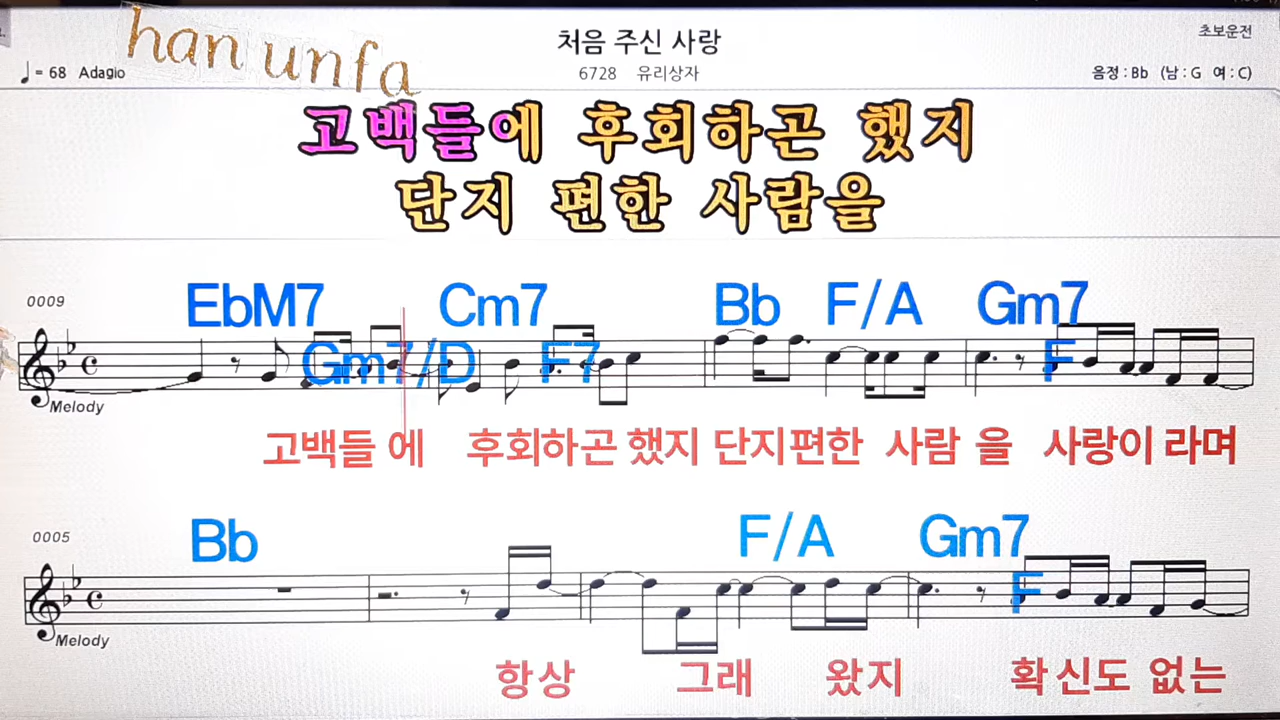 han unfa
처음 주신 사랑
초보운전
♩= 68 Adagio
6728 유리상자
음정 : Bb (남 : G 여 : C)
고백들에 후회하곤 했지
단지 편한 사람을
0009
EbM7 Cm7 Bb F/A Gm7
Gm7/D F7 F
Melody
고백들 에 후회하곤 했지 단지편한 사람 을 사랑이 라며
0005
Bb F/A Gm7
F
Melody
항상 그래 왔지 확신도 없는